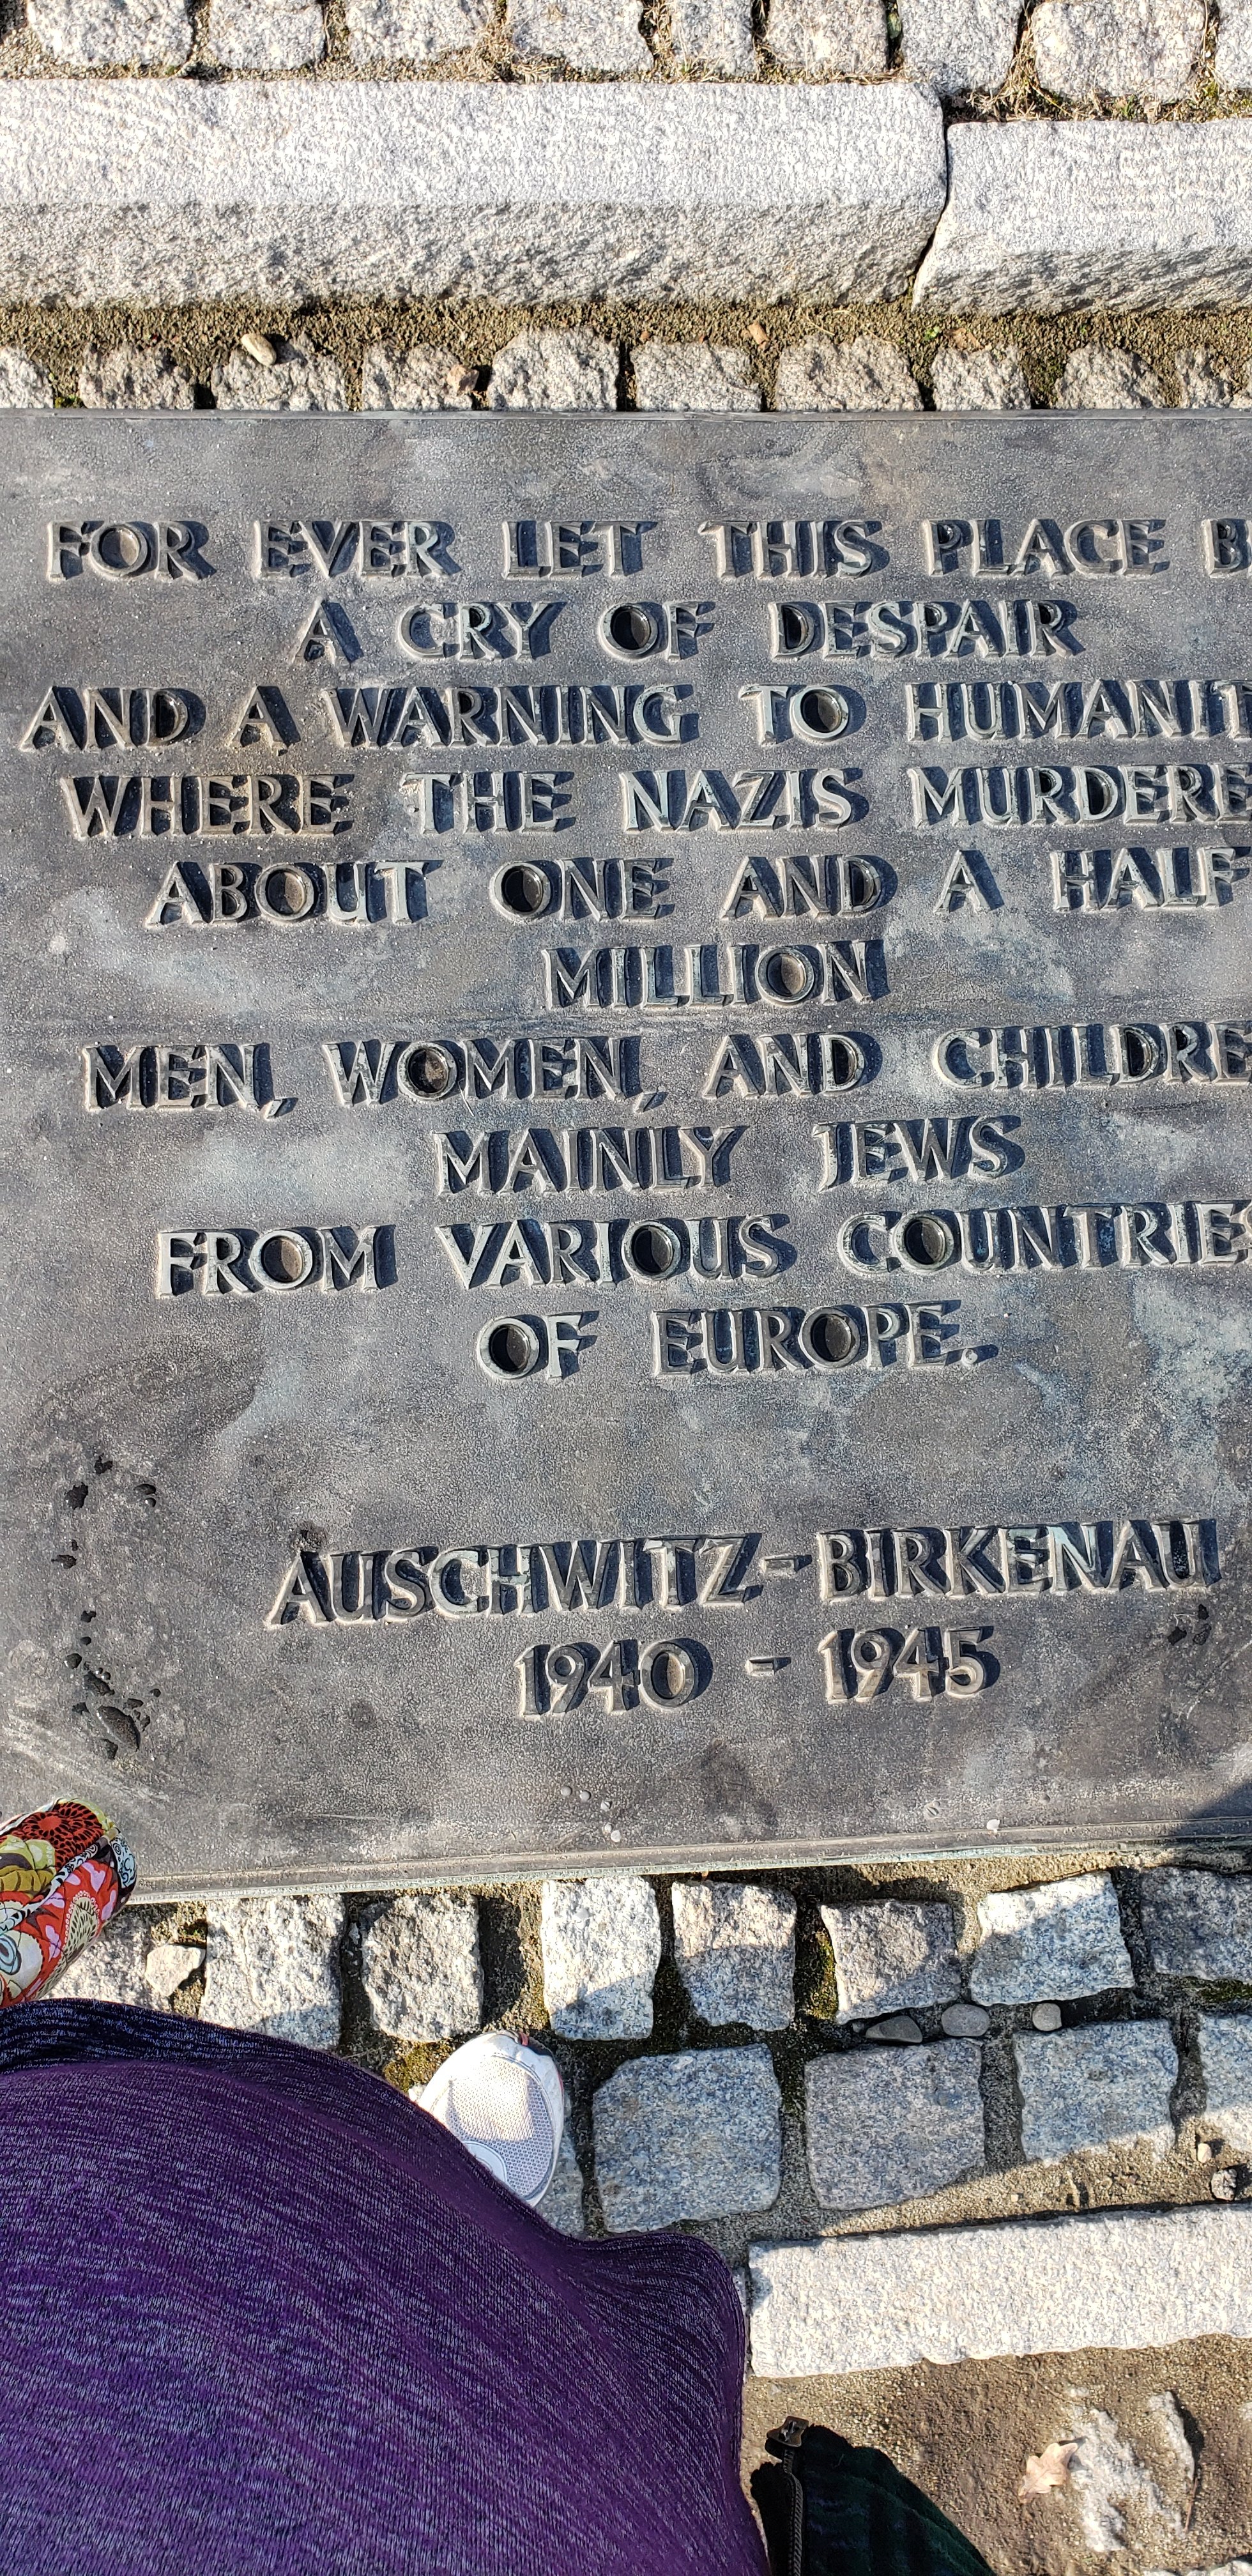 FOR EVER LET THIS PLACE B
A CRY OF DESPAIR
AND A WARNING TO HUMANIT
WHERE THE NAZIS MURDERE
ABOUT ONE AND A HALF
MILLION
MEN, WOMEN, AND CHILDRE
MAINLY JEWS
FROM VARIOUS COUNTRIES
OF EUROPE.
AUSCHWITZ-BIRKENAU
1940 - 1945